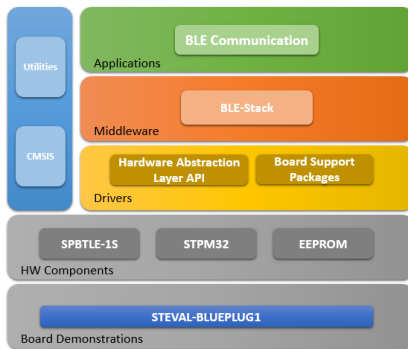 Utilities
CMSIS
BLE Communication
Applications
BLE-Stack
Middleware
Hardware Abstraction
Layer API
Board Support
Packages
Drivers
SPBTLE-1S
STPM32
EEPROM
HW Components
STEVAL-BLUEPLUG1
Board Demonstrations